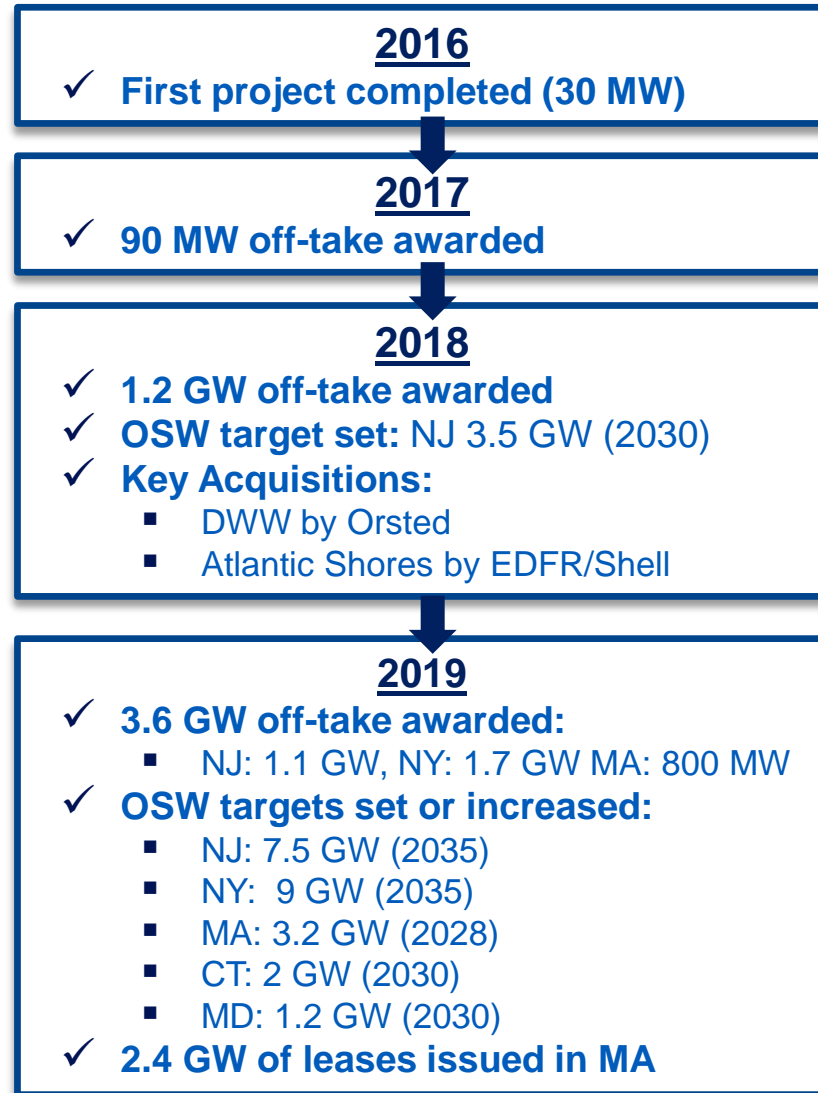 2016
✓ First project completed (30 MW)
2017
✓ 90 MW off-take awarded
2018
✓ 1.2 GW off-take awarded
✓ OSW target set: NJ 3.5 GW (2030)
✓ Key Acquisitions:
▪ DWW by Orsted
▪ Atlantic Shores by EDFR/Shell
2019
✓ 3.6 GW off-take awarded:
▪ NJ: 1.1 GW, NY: 1.7 GW MA: 800 MW
✓ OSW targets set or increased:
▪ NJ: 7.5 GW (2035)
▪ NY: 9 GW (2035)
▪ MA: 3.2 GW (2028)
▪ CT: 2 GW (2030)
▪ MD: 1.2 GW (2030)
✓ 2.4 GW of leases issued in MA